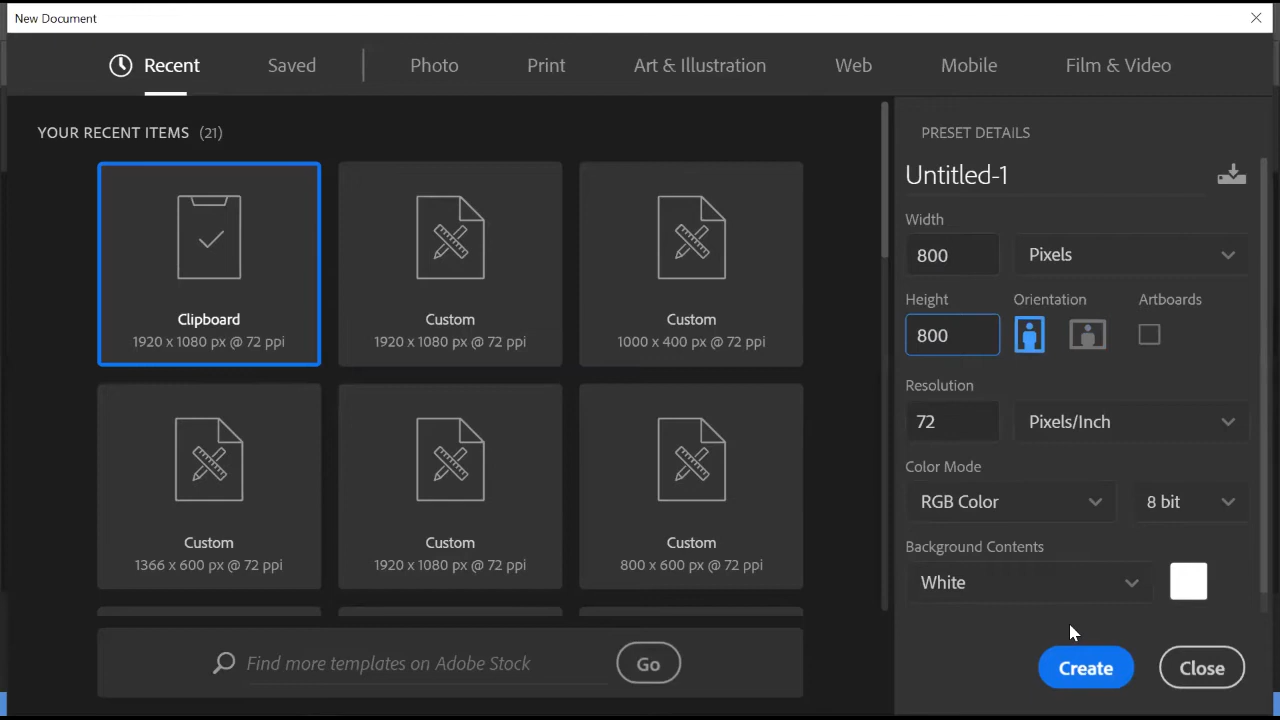 New Document
Recent Saved Photo Print Art & Illustration Web Mobile Film & Video
YOUR RECENT ITEMS (21)
Clipboard
1920 x 1080 px @ 72 ppi
Custom
1920 x 1080 px @ 72 ppi
Custom
1000 x 400 px @ 72 ppi
Custom
1366 x 600 px @ 72 ppi
Custom
1920 x 1080 px @ 72 ppi
Custom
800 x 600 px @ 72 ppi
Find more templates on Adobe Stock
Go
PRESET DETAILS
Untitled-1
Width
800 Pixels
Height Orientation Artboards
800
Resolution
72 Pixels/Inch
Color Mode
RGB Color 8 bit
Background Contents
White
Create Close